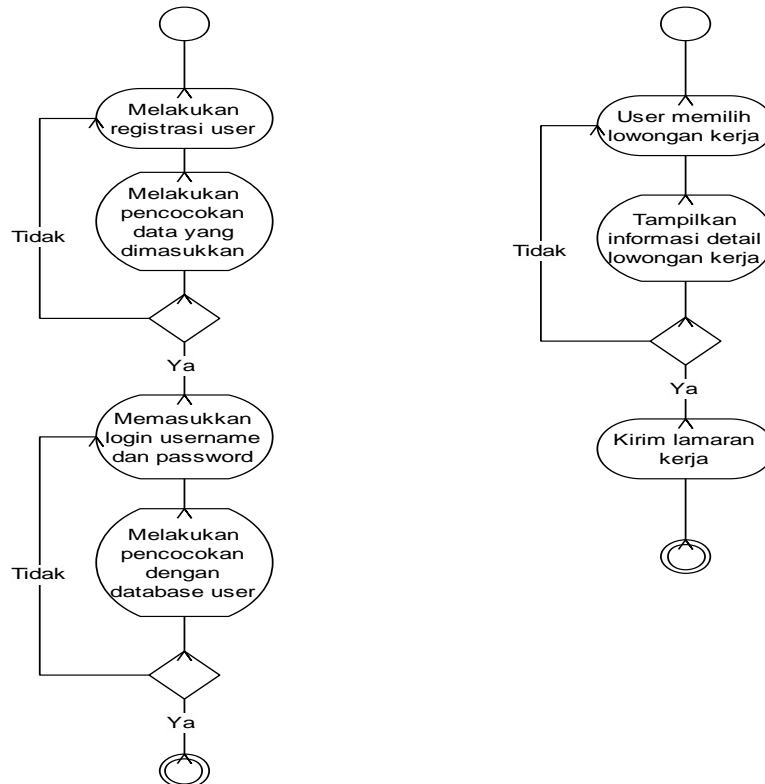 Melakukan
registrasi user
Melakukan
pencocokan
data yang
dimasukkan
Tidak
Ya
Memasukkan
login username
dan password
Melakukan
pencocokan
dengan
database user
Tidak
Ya
User memilih
lowongan kerja
Tampilkan
informasi detail
lowongan kerja
Tidak
Ya
Kirim lamaran
kerja